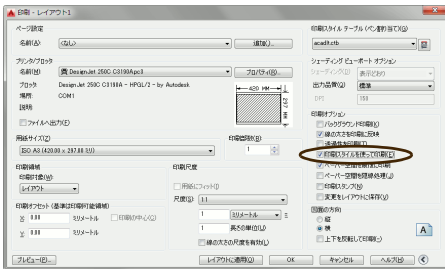 印刷 - レイアウト1
ページ設定
名前(A): <なし> 追加(.)...
プリンタ/プロッタ
名前(M): DesignJet 250C C3190A.pc3 プロパティ(R)...
プロッタ: DesignJet 250C C3190A - HPGL/2 - by Autodesk
場所: COM1
説明:
ファイルへ出力(F)
420 MM
297 MM
用紙サイズ(Z)
ISO A3 (420.00 x 297.00 ミリ)
印刷部数(B)
1
印刷領域
印刷対象(W):
レイアウト
印刷オフセット (基準は印刷可能領域)
X: 0.00 ミリメートル 印刷の中心(C)
Y: 0.00 ミリメートル
印刷尺度
用紙にフィット(I)
尺度(S): 1:1
1 ミリメートル =
1 長さの単位(U)
線の太さの尺度を有効(L)
印刷スタイル テーブル (ペン割り当て)(G)
acadlt.ctb
シェーディング ビューポート オプション
シェーディング(D) 表示どおり
出力品質(Q) 標準
DPI 150
印刷オプション
バックグラウンド印刷(K)
線の太さを印刷に反映
透過性を印刷(T)
印刷スタイルを使って印刷(E)
ペーパー空間を最後に印刷
ペーパー空間を隠線処理(J)
印刷スタンプ(N)
変更をレイアウトに保存(V)
図面の方向
縦
横
上下を反転して印刷(-)
A
プレビュー(P)...
レイアウトに適用(O)
OK
キャンセル
ヘルプ(H)